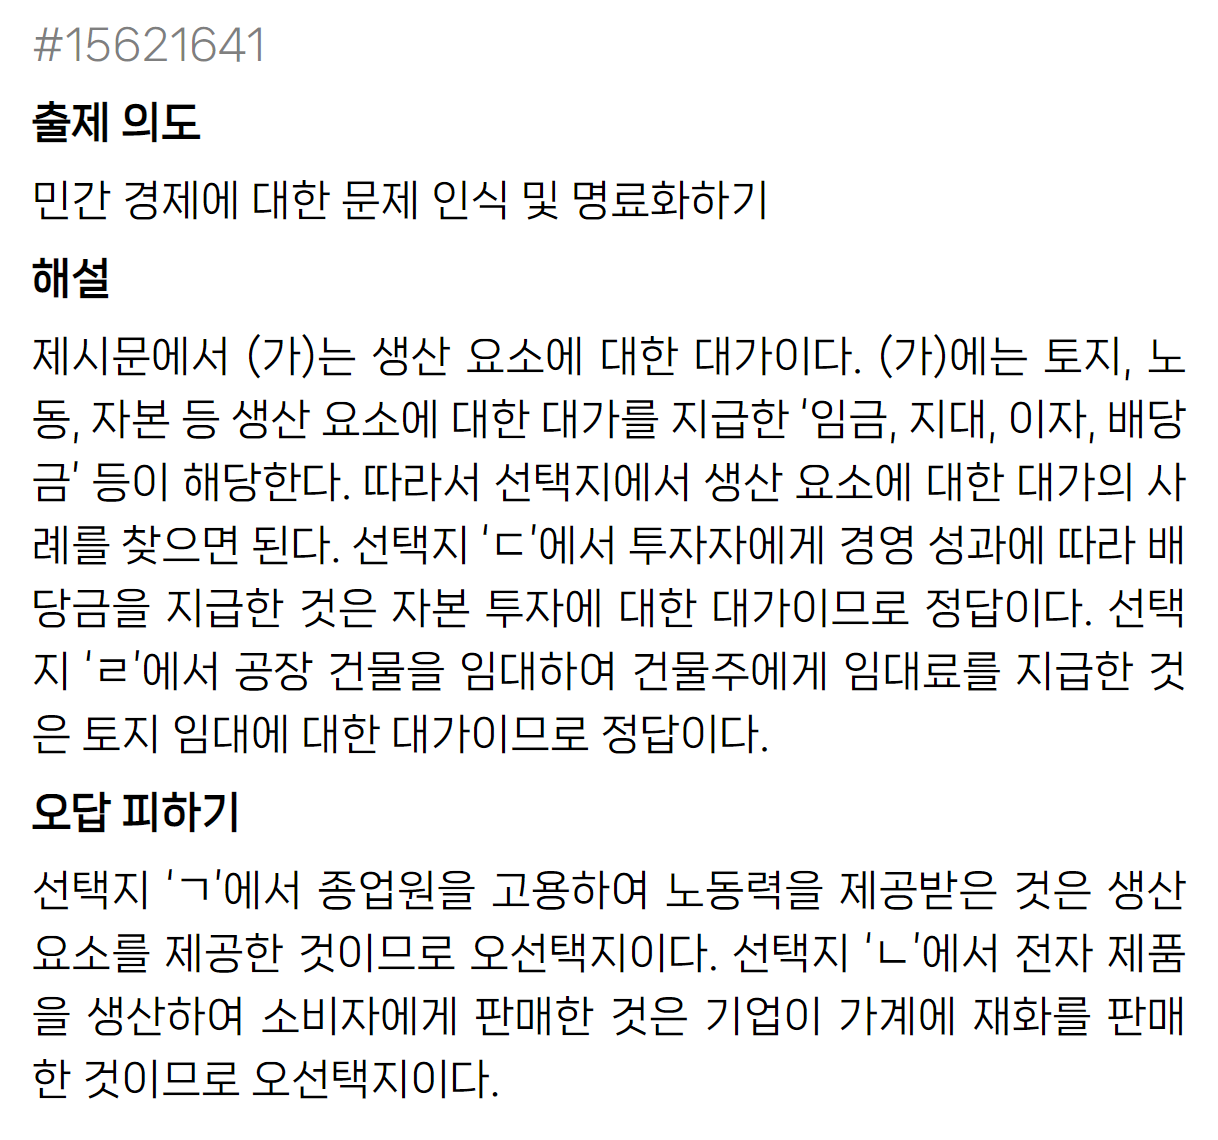 #15621641
출제 의도
민간 경제에 대한 문제 인식 및 명료화하기
해설
제시문에서 (가)는 생산 요소에 대한 대가이다. (가)에는 토지, 노
동, 자본 등 생산 요소에 대한 대가를 지급한 '임금, 지대, 이자, 배당
금' 등이 해당한다. 따라서 선택지에서 생산 요소에 대한 대가의 사
례를 찾으면 된다. 선택지 'ㄷ'에서 투자자에게 경영 성과에 따라 배
당금을 지급한 것은 자본 투자에 대한 대가이므로 정답이다. 선택
지 'ㄹ'에서 공장 건물을 임대하여 건물주에게 임대료를 지급한 것
은 토지 임대에 대한 대가이므로 정답이다.
오답 피하기
선택지 'ㄱ'에서 종업원을 고용하여 노동력을 제공받은 것은 생산
요소를 제공한 것이므로 오선택지이다. 선택지 'ㄴ'에서 전자 제품
을 생산하여 소비자에게 판매한 것은 기업이 가계에 재화를 판매
한 것이므로 오선택지이다.